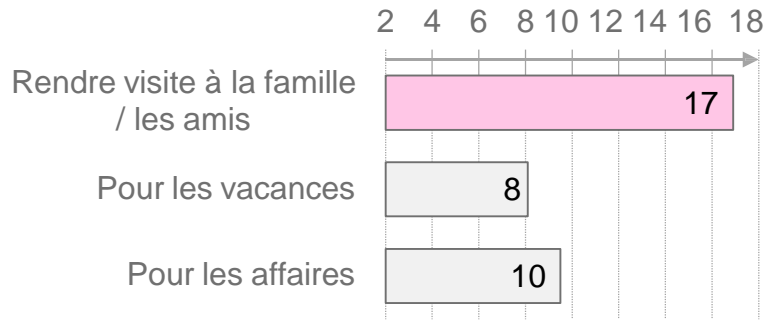 2 4 6 8 10 12 14 16 18
Rendre visite à la famille
/ les amis
17
Pour les vacances
8
Pour les affaires
10